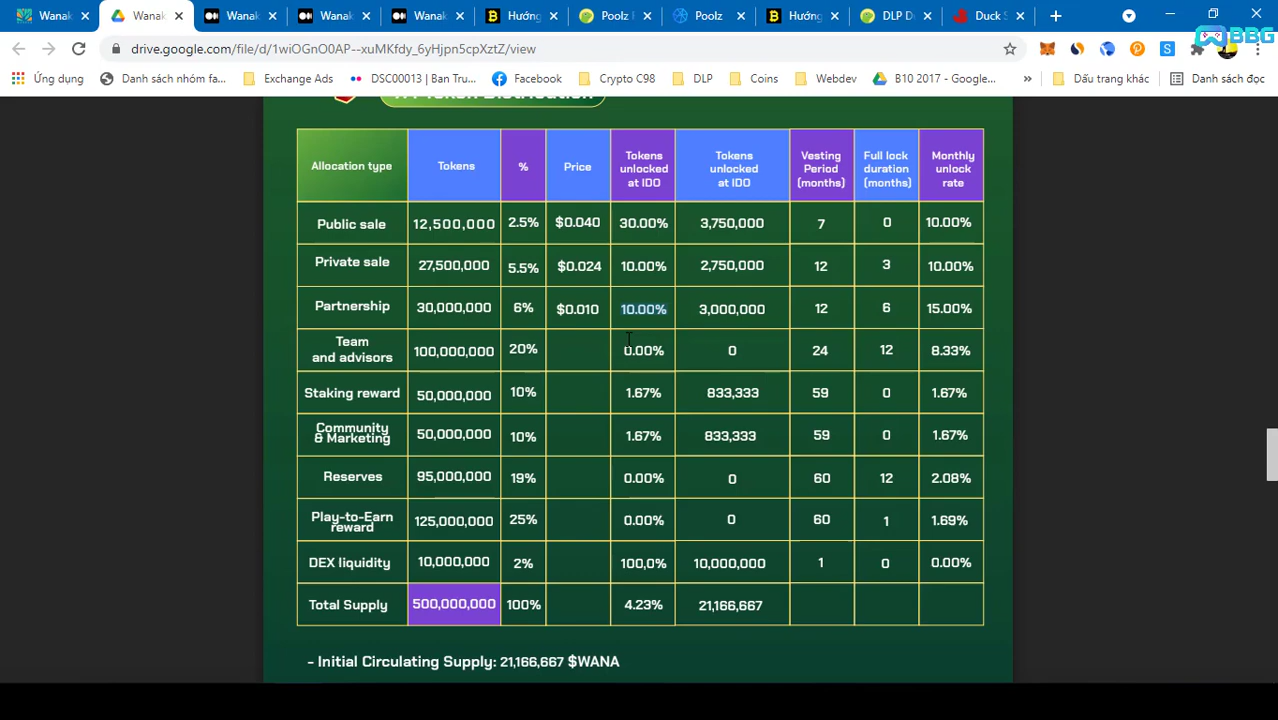 Wanak
Wanak
Wanak
Wanak
Wanak
Hướng
Poolz F
Poolz
Hướng
DLP D
Duck S
BBG
drive.google.com/file/d/1wiOGnO0AP--xuMKfdy_6yHjpn5cpXztZ/view
Ứng dụng
Danh sách nhóm fa...
Exchange Ads
DSC00013 | Ban Tru...
Facebook
Crypto C98
DLP
Coins
Webdev
B10 2017 - Google...
»
Dấu trang khác
Danh sách đọc
Token Distribution
Allocation type Tokens % Price Tokens unlocked at IDO Tokens unlocked at IDO Vesting Period (months) Full lock duration (months) Monthly unlock rate
Public sale 12,500,000 2.5% $0.040 30.00% 3,750,000 7 0 10.00%
Private sale 27,500,000 5.5% $0.024 10.00% 2,750,000 12 3 10.00%
Partnership 30,000,000 6% $0.010 10.00% 3,000,000 12 6 15.00%
Team and advisors 100,000,000 20% 0.00% 0 24 12 8.33%
Staking reward 50,000,000 10% 1.67% 833,333 59 0 1.67%
Community & Marketing 50,000,000 10% 1.67% 833,333 59 0 1.67%
Reserves 95,000,000 19% 0.00% 0 60 12 2.08%
Play-to-Earn reward 125,000,000 25% 0.00% 0 60 1 1.69%
DEX liquidity 10,000,000 2% 100,0% 10,000,000 1 0 0.00%
Total Supply 500,000,000 100% 4.23% 21,166,667
- Initial Circulating Supply: 21,166,667 $WANA